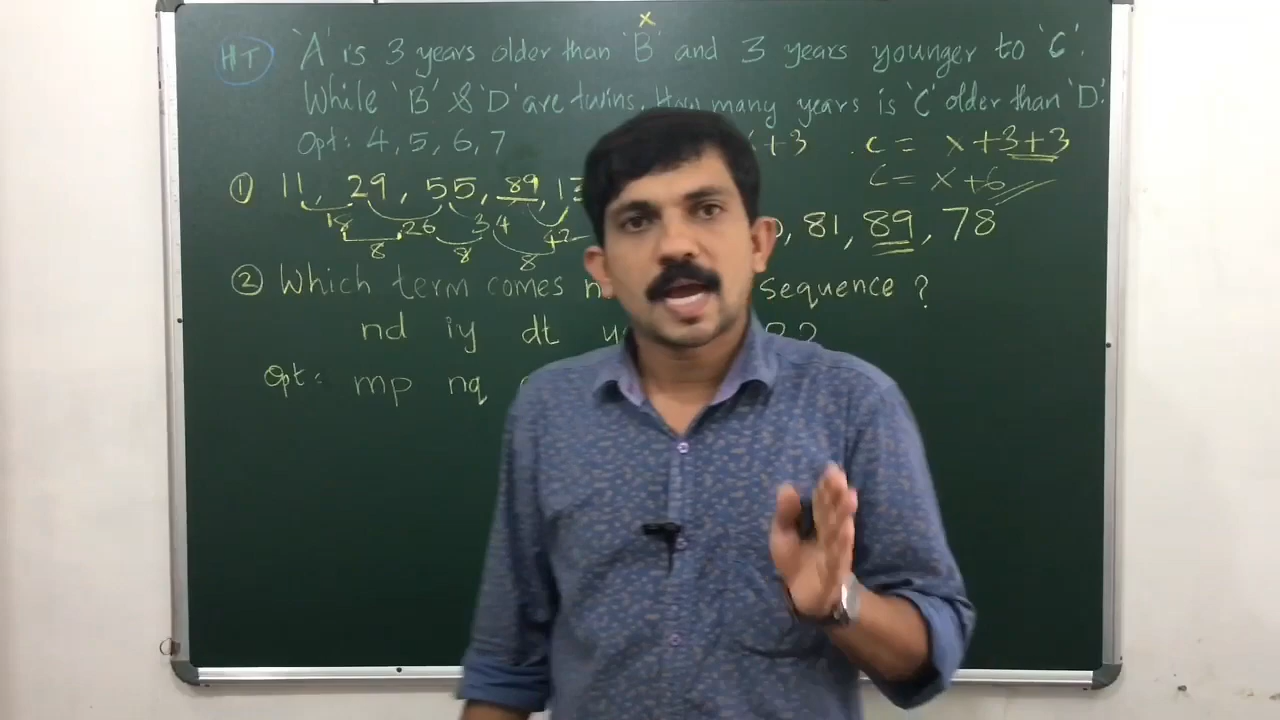 x
HT 'A' is 3 years older than 'B' and 3 years younger to 'C'.
While 'B' & 'D' are twins. How many years is 'C' older than 'D'.
Opt: 4, 5, 6, 7 +3 . C = x+3+3
C = x+6
① 11, 29, 55, 89, 13
18 26 34 42
8 8 8
, 81, 89, 78
② Which term comes sequence ?
nd iy dt ??
Opt: mp nq